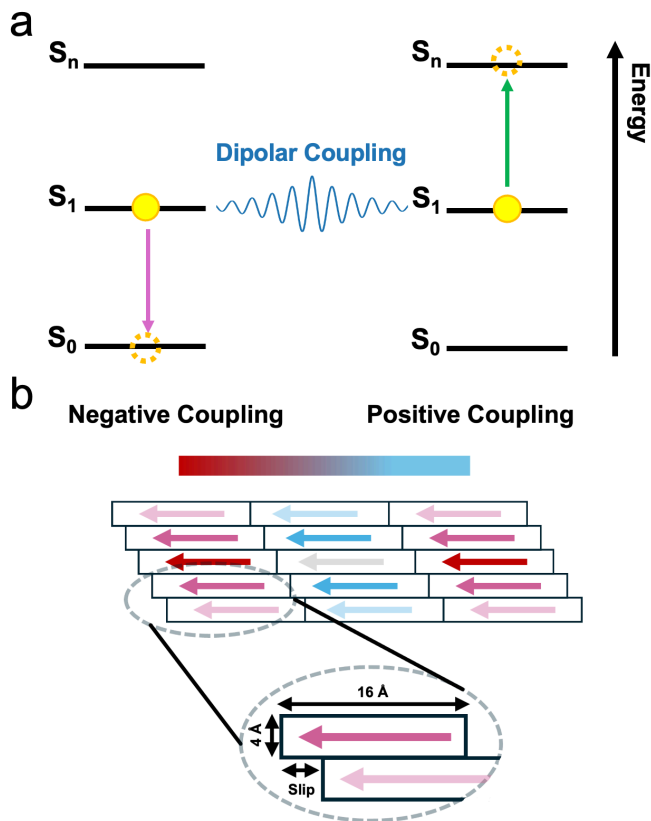 a
Sn Sn
Energy
Dipolar Coupling
S1 S1
S0 S0
b
Negative Coupling Positive Coupling
16 Å
4 Å
Slip